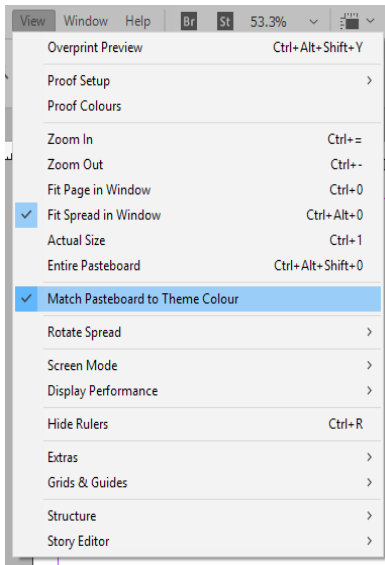 View Window Help Br St 53.3%
Overprint Preview Ctrl+Alt+Shift+Y
Proof Setup
Proof Colours
Zoom In Ctrl+=
Zoom Out Ctrl+-
Fit Page in Window Ctrl+0
Fit Spread in Window Ctrl+Alt+0
Actual Size Ctrl+1
Entire Pasteboard Ctrl+Alt+Shift+0
Match Pasteboard to Theme Colour
Rotate Spread
Screen Mode
Display Performance
Hide Rulers Ctrl+R
Extras
Grids & Guides
Structure
Story Editor